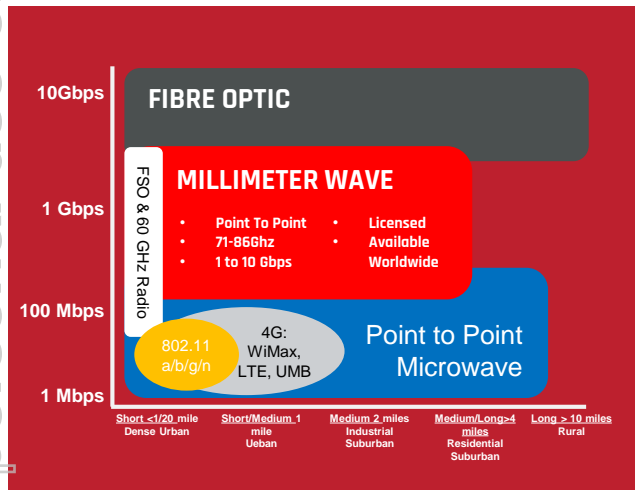 10Gbps
FIBRE OPTIC
FSO & 60 GHz Radio
MILLIMETER WAVE
• Point To Point • Licensed
• 71-86Ghz • Available
• 1 to 10 Gbps Worldwide
1 Gbps
100 Mbps
802.11
a/b/g/n
4G:
WiMax,
LTE, UMB
Point to Point
Microwave
1 Mbps
Short <1/20 mile
Dense Urban
Short/Medium 1
mile
Ueban
Medium 2 miles
Industrial
Suburban
Medium/Long>4
miles
Residential
Suburban
Long > 10 miles
Rural